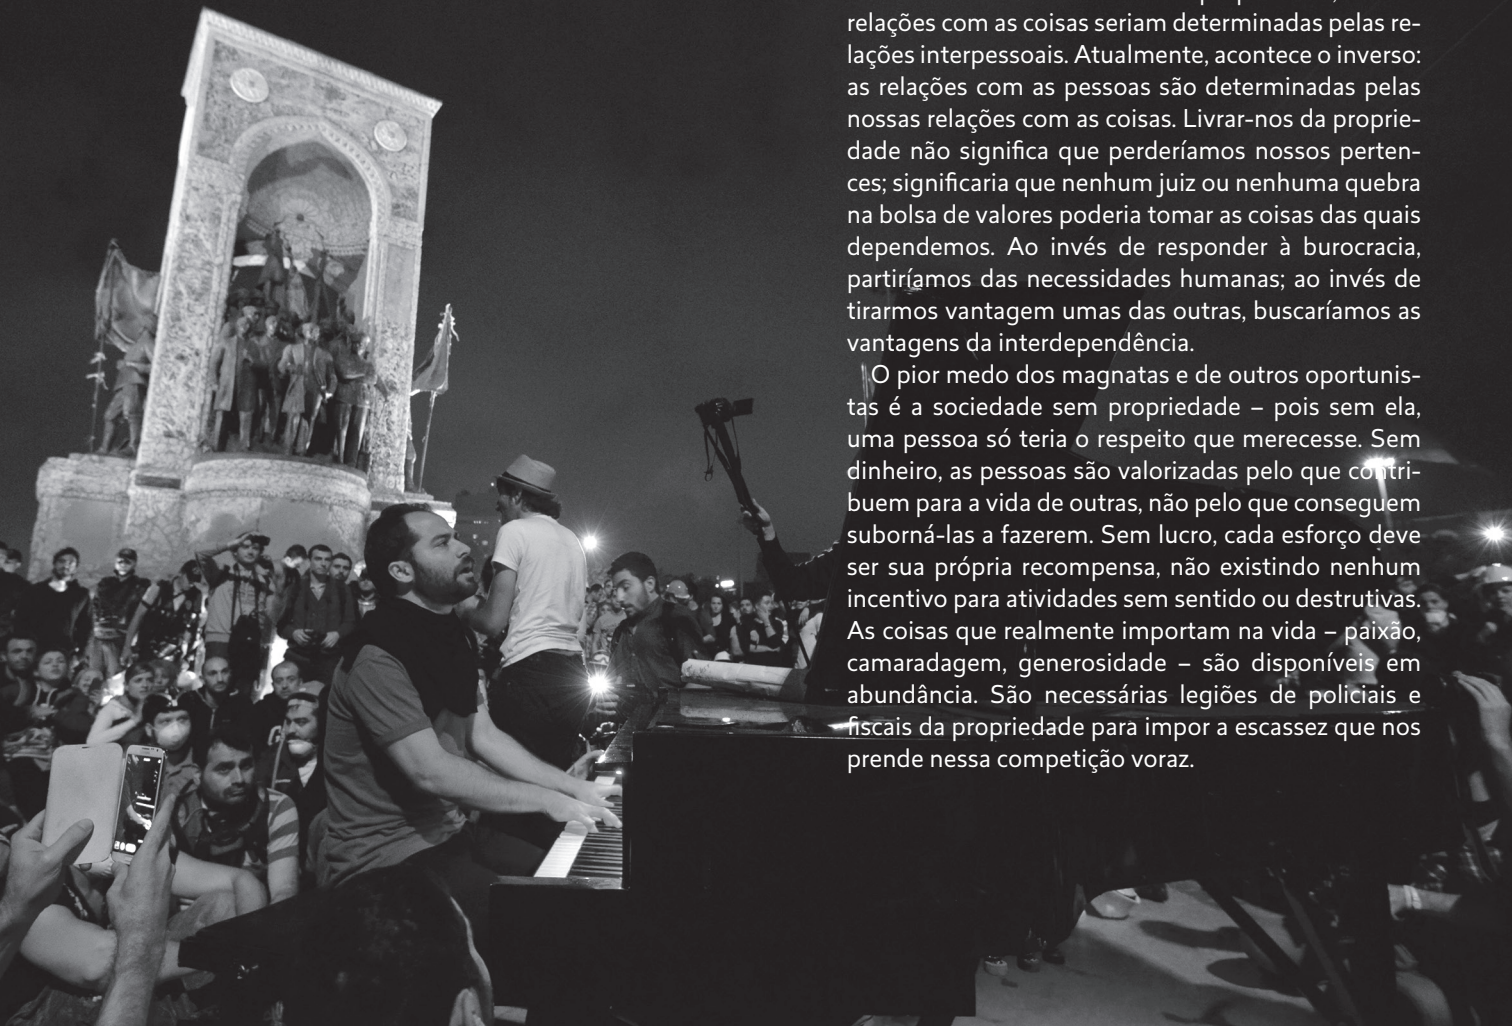 relações com as coisas seriam determinadas pelas re-
lações interpessoais. Atualmente, acontece o inverso:
as relações com as pessoas são determinadas pelas
nossas relações com as coisas. Livrar-nos da proprie-
dade não significa que perderíamos nossos perten-
ces; significaria que nenhum juiz ou nenhuma quebra
na bolsa de valores poderia tomar as coisas das quais
dependemos. Ao invés de responder à burocracia,
partiríamos das necessidades humanas; ao invés de
tirarmos vantagem umas das outras, buscaríamos as
vantagens da interdependência.
O pior medo dos magnatas e de outros oportunis-
tas é a sociedade sem propriedade – pois sem ela,
uma pessoa só teria o respeito que merecesse. Sem
dinheiro, as pessoas são valorizadas pelo que contri-
buem para a vida de outras, não pelo que conseguem
suborná-las a fazerem. Sem lucro, cada esforço deve
ser sua própria recompensa, não existindo nenhum
incentivo para atividades sem sentido ou destrutivas.
As coisas que realmente importam na vida – paixão,
camaradagem, generosidade – são disponíveis em
abundância. São necessárias legiões de policiais e
fiscais da propriedade para impor a escassez que nos
prende nessa competição voraz.